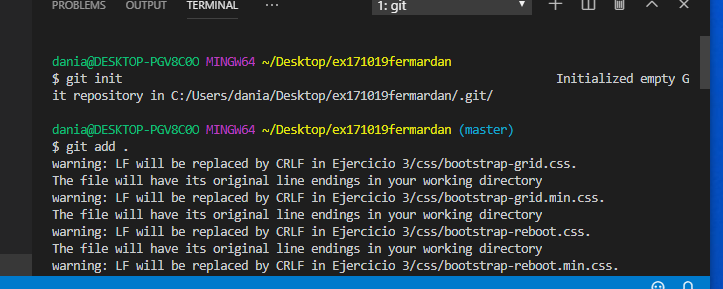 PROBLEMS OUTPUT TERMINAL 1: git
dania@DESKTOP-PGV8C0O MINGW64 ~/Desktop/ex171019fermardan
$ git init Initialized empty G
it repository in C:/Users/dania/Desktop/ex171019fermardan/.git/
dania@DESKTOP-PGV8C0O MINGW64 ~/Desktop/ex171019fermardan (master)
$ git add .
warning: LF will be replaced by CRLF in Ejercicio 3/css/bootstrap-grid.css.
The file will have its original line endings in your working directory
warning: LF will be replaced by CRLF in Ejercicio 3/css/bootstrap-grid.min.css.
The file will have its original line endings in your working directory
warning: LF will be replaced by CRLF in Ejercicio 3/css/bootstrap-reboot.css.
The file will have its original line endings in your working directory
warning: LF will be replaced by CRLF in Ejercicio 3/css/bootstrap-reboot.min.css.